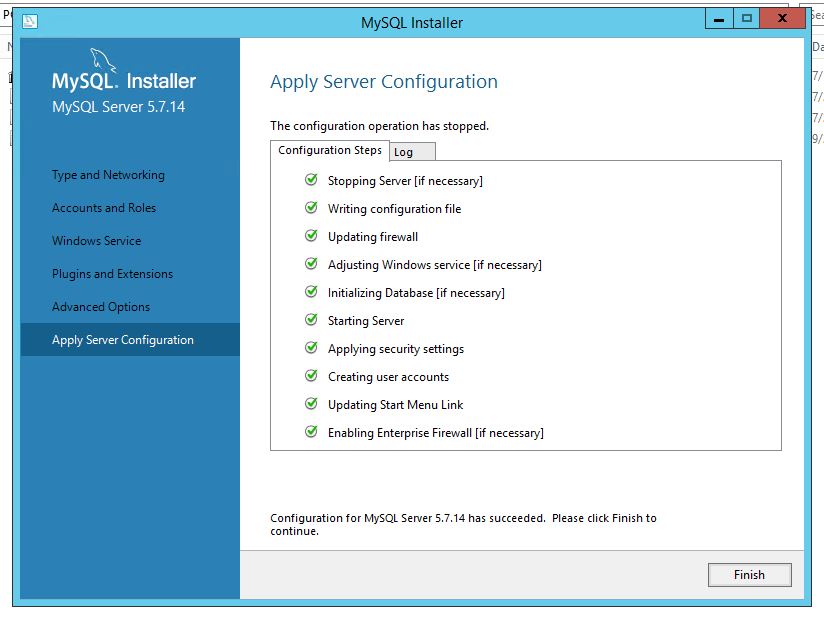 MySQL Installer
MySQL Installer
MySQL Server 5.7.14
Type and Networking
Accounts and Roles
Windows Service
Plugins and Extensions
Advanced Options
Apply Server Configuration
Apply Server Configuration
The configuration operation has stopped.
Configuration Steps
Log
Stopping Server [if necessary]
Writing configuration file
Updating firewall
Adjusting Windows service [if necessary]
Initializing Database [if necessary]
Starting Server
Applying security settings
Creating user accounts
Updating Start Menu Link
Enabling Enterprise Firewall [if necessary]
Configuration for MySQL Server 5.7.14 has succeeded. Please click Finish to
continue.
Finish